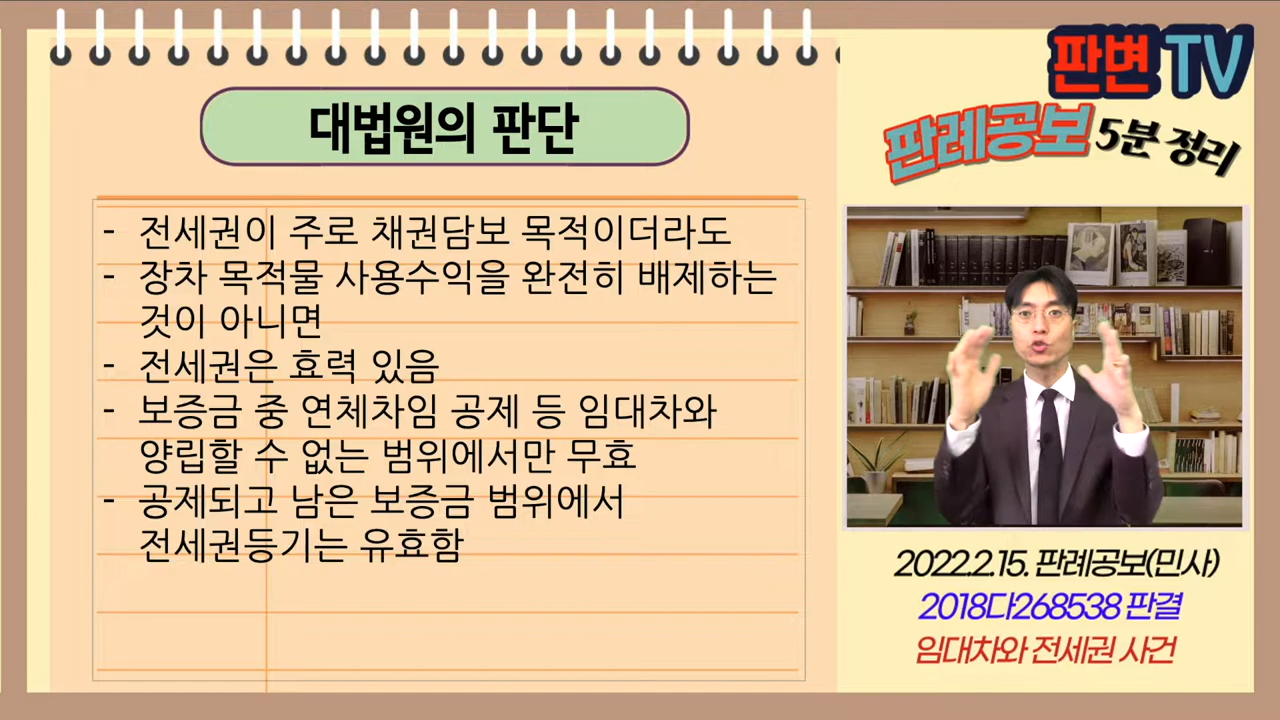 대법원의 판단
- 전세권이 주로 채권담보 목적이더라도
- 장차 목적물 사용수익을 완전히 배제하는
것이 아니면
- 전세권은 효력 있음
- 보증금 중 연체차임 공제 등 임대차와
양립할 수 없는 범위에서만 무효
- 공제되고 남은 보증금 범위에서
전세권등기는 유효함
판변 TV
판례공보 5분 정리
2022.2.15. 판례공보(민사)
2018다268538 판결
임대차와 전세권 사건